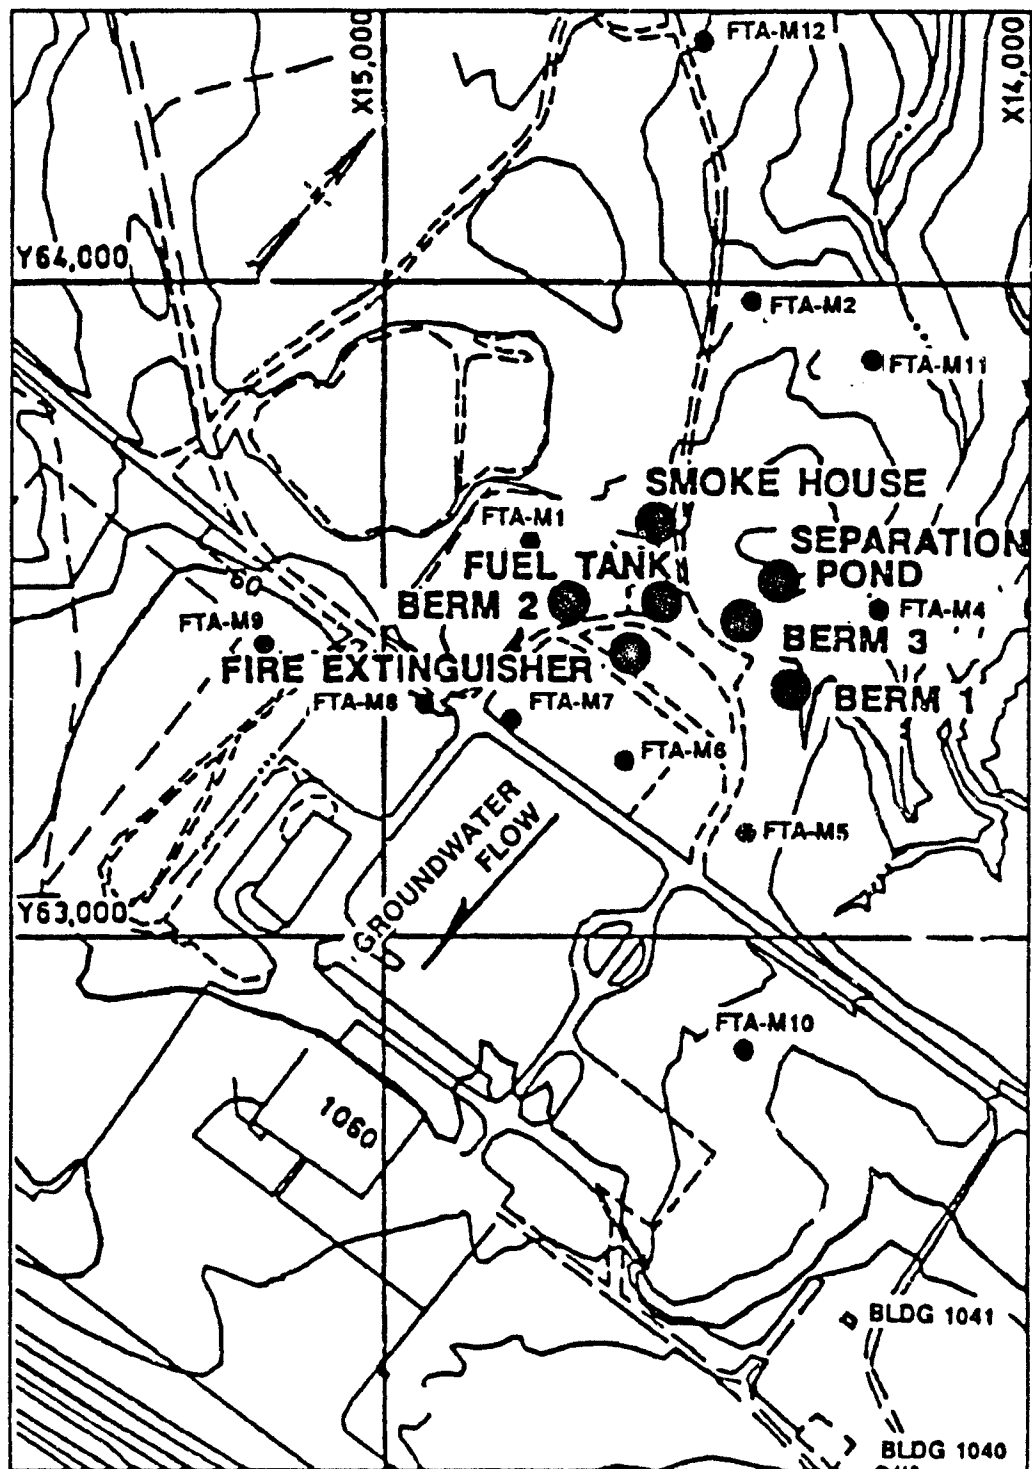 X15,000
FTA-M12
X14,000
Y64,000
FTA-M2
FTA-M11
SMOKE HOUSE
FTA-M1
SEPARATION
POND
FUEL TANK
BERM 2
FTA-M4
FTA-M9
BERM 3
FIRE EXTINGUISHER
FTA-M8
FTA-M7
BERM 1
FTA-M6
FTA-M5
GROUNDWATER
FLOW
Y63,000
FTA-M10
1060
BLDG 1041
BLDG 1040